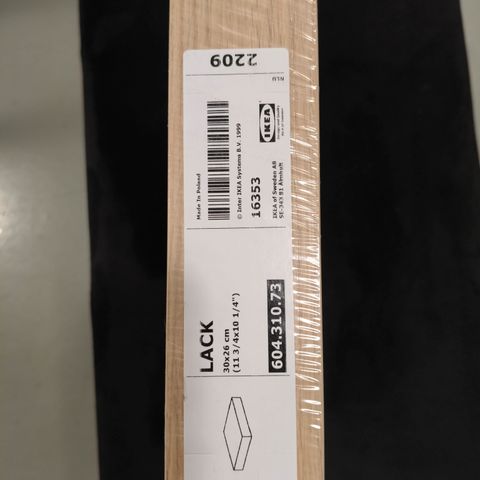 LACK
30x26 cm
(11 3/4x10 1/4")
604.310.73
Made In Poland
© Inter IKEA Systems B.V. 1999
16353
IKEA of Sweden AB
SE-343 81 Älmhult
IKEA
NLU
2209